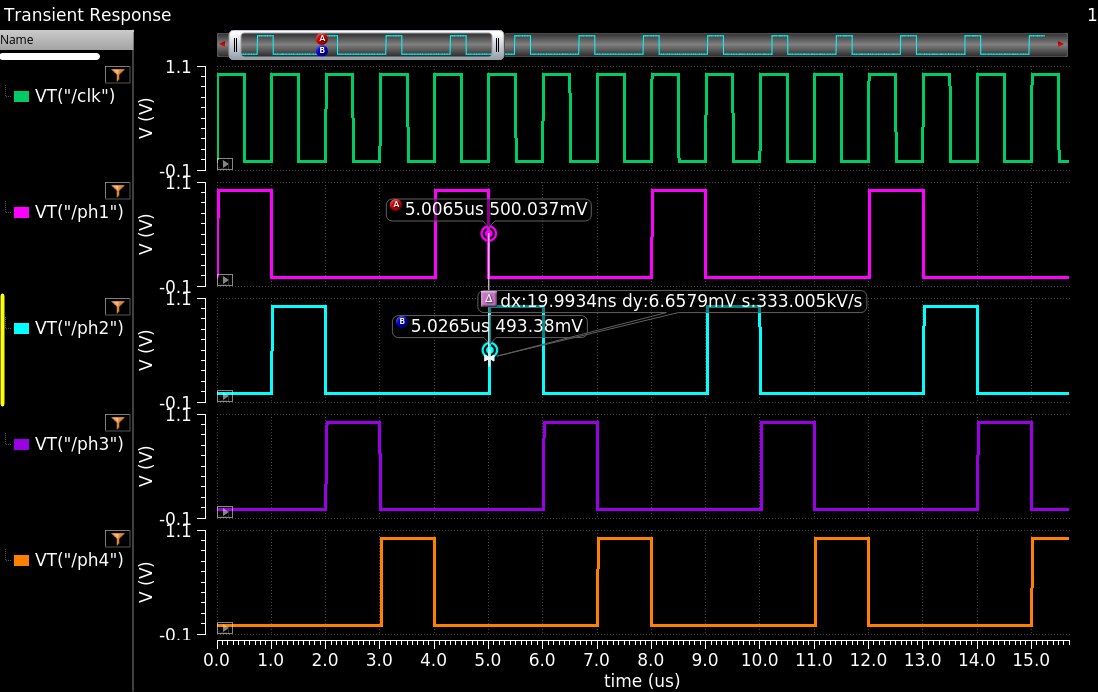 Transient Response
1
Name
A
B
VT("/clk")
1.1
V (V)
-0.1
VT("/ph1")
1.1
V (V)
-0.1
A 5.0065us 500.037mV
Δ dx:19.9934ns dy:6.6579mV s:333.005kV/s
VT("/ph2")
1.1
V (V)
-0.1
B 5.0265us 493.38mV
VT("/ph3")
1.1
V (V)
-0.1
VT("/ph4")
1.1
V (V)
-0.1
0.0 1.0 2.0 3.0 4.0 5.0 6.0 7.0 8.0 9.0 10.0 11.0 12.0 13.0 14.0 15.0
time (us)